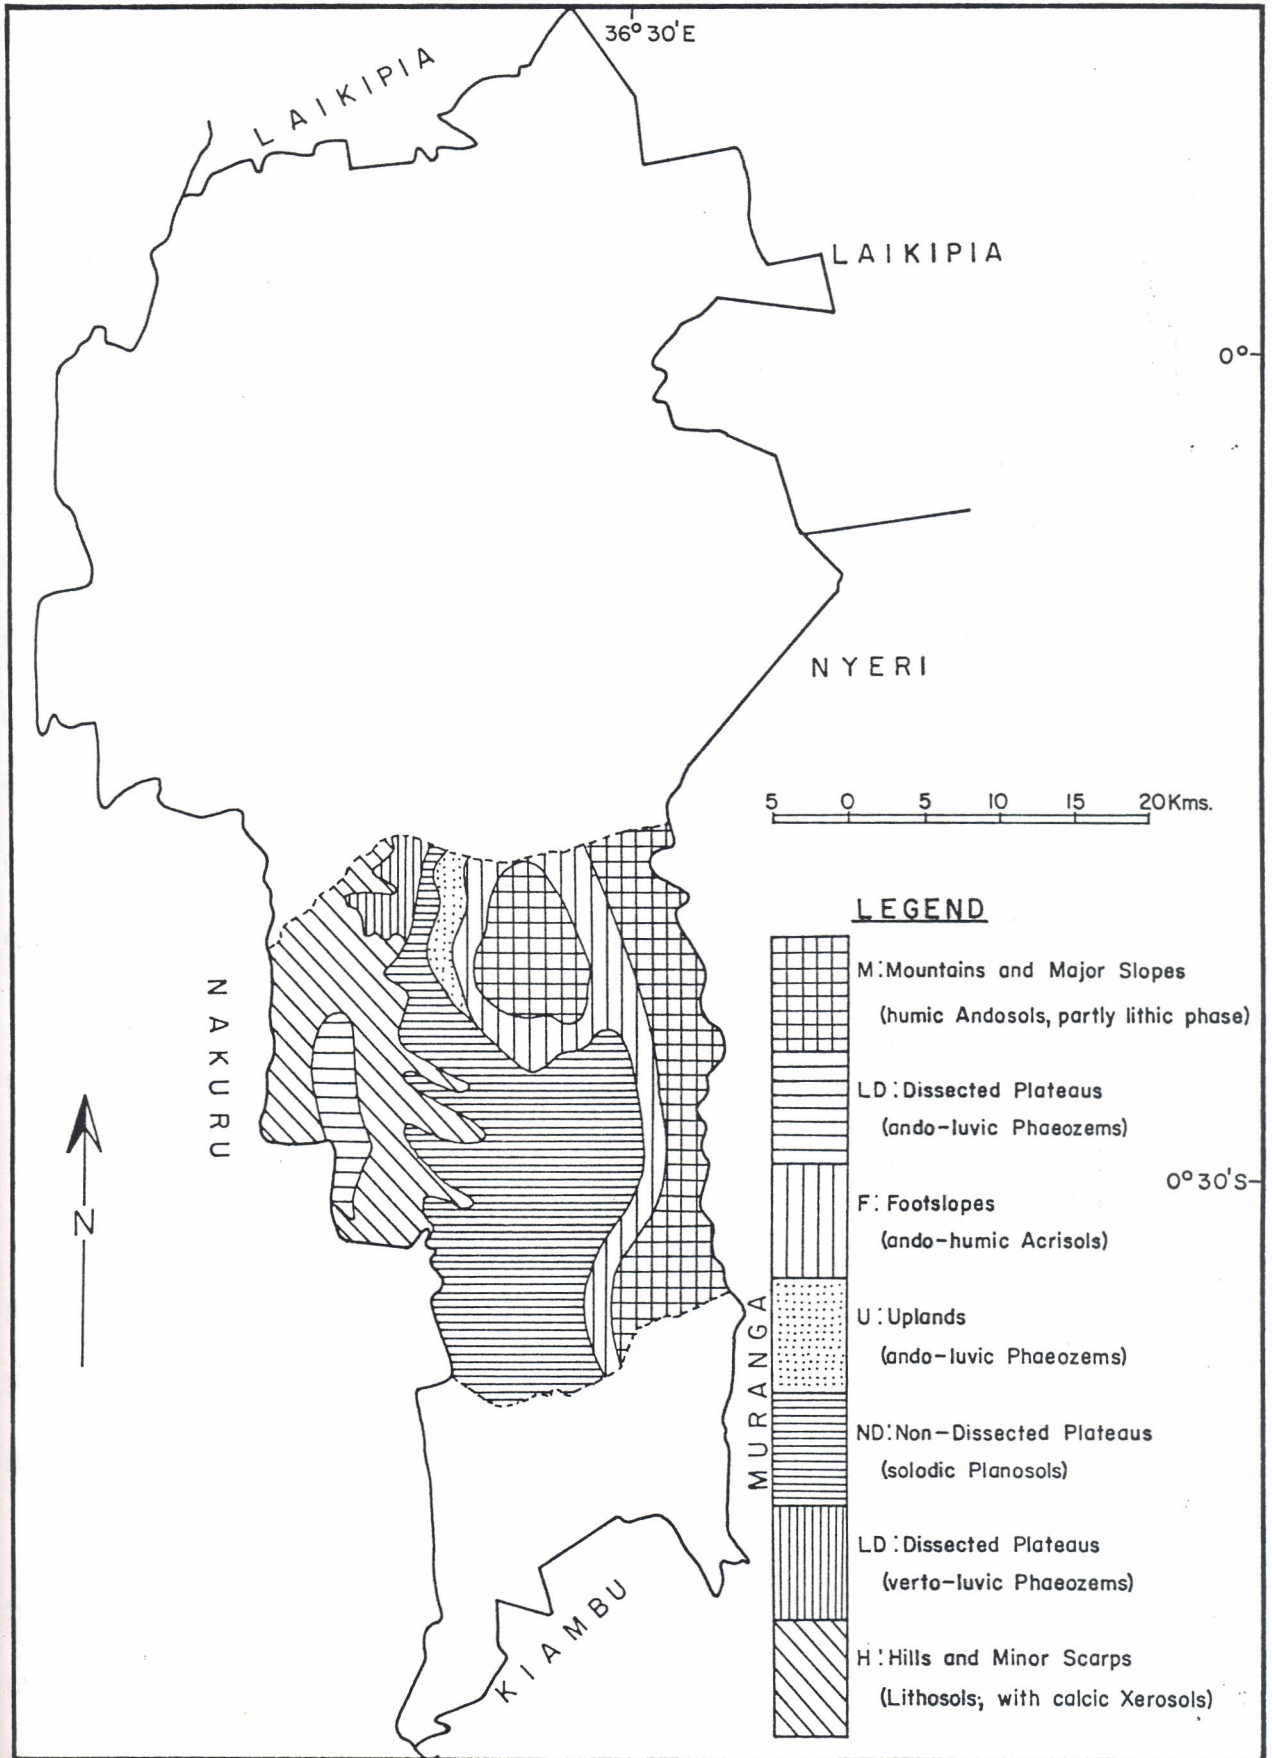 36° 30'E
LAIKIPIA
LAIKIPIA
0°
NYERI
5 0 5 10 15 20Kms.
LEGEND
M:Mountains and Major Slopes
(humic Andosols, partly lithic phase)
NAKURU
LD:Dissected Plateaus
(ando-luvic Phaeozems)
0° 30'S
N
F: Footslopes
(ando-humic Acrisols)
U:Uplands
(ando-luvic Phaeozems)
MURANGA
ND:Non-Dissected Plateaus
(solodic Planosols)
LD:Dissected Plateaus
(verto-luvic Phaeozems)
KIAMBU
H:Hills and Minor Scarps
(Lithosols; with calcic Xerosols)